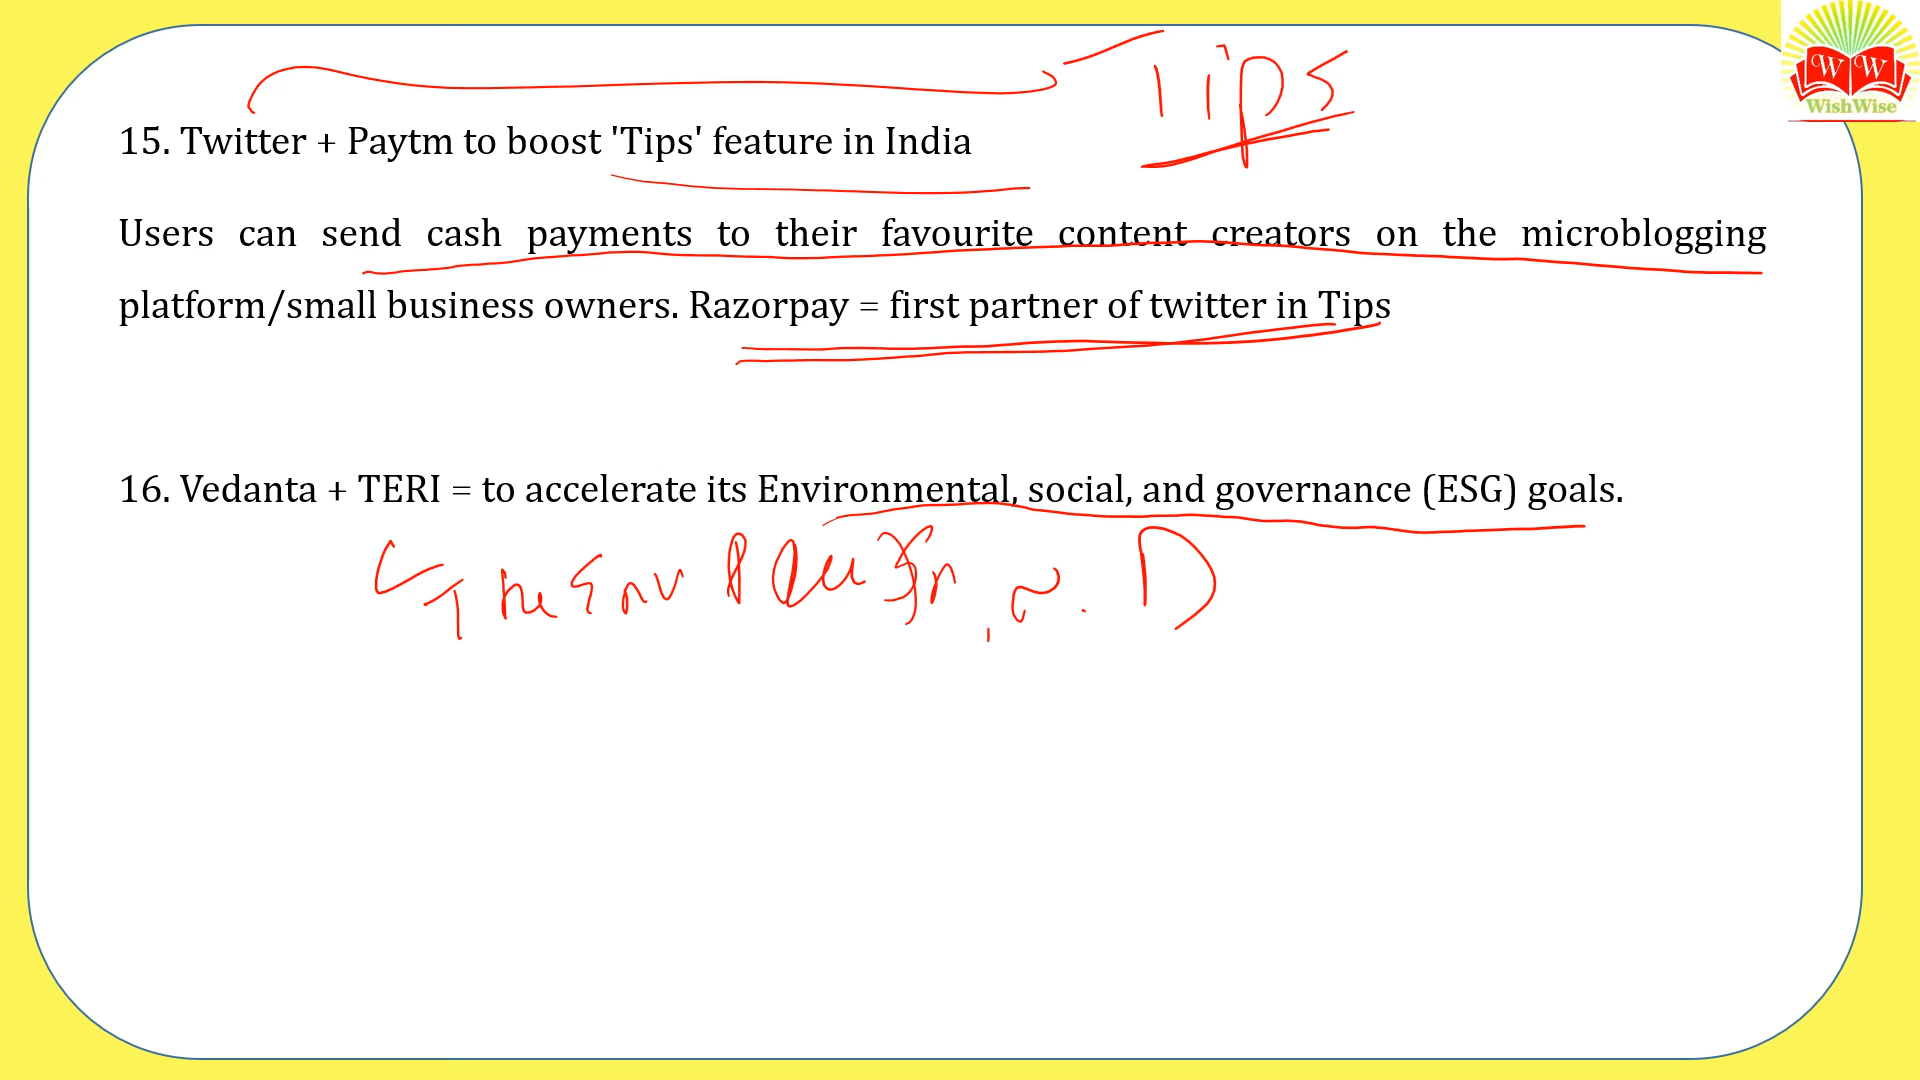 Tips
W W
WishWise
15. Twitter + Paytm to boost 'Tips' feature in India
Users can send cash payments to their favourite content creators on the microblogging
platform/small business owners. Razorpay = first partner of twitter in Tips
16. Vedanta + TERI = to accelerate its Environmental, social, and governance (ESG) goals.
The Env